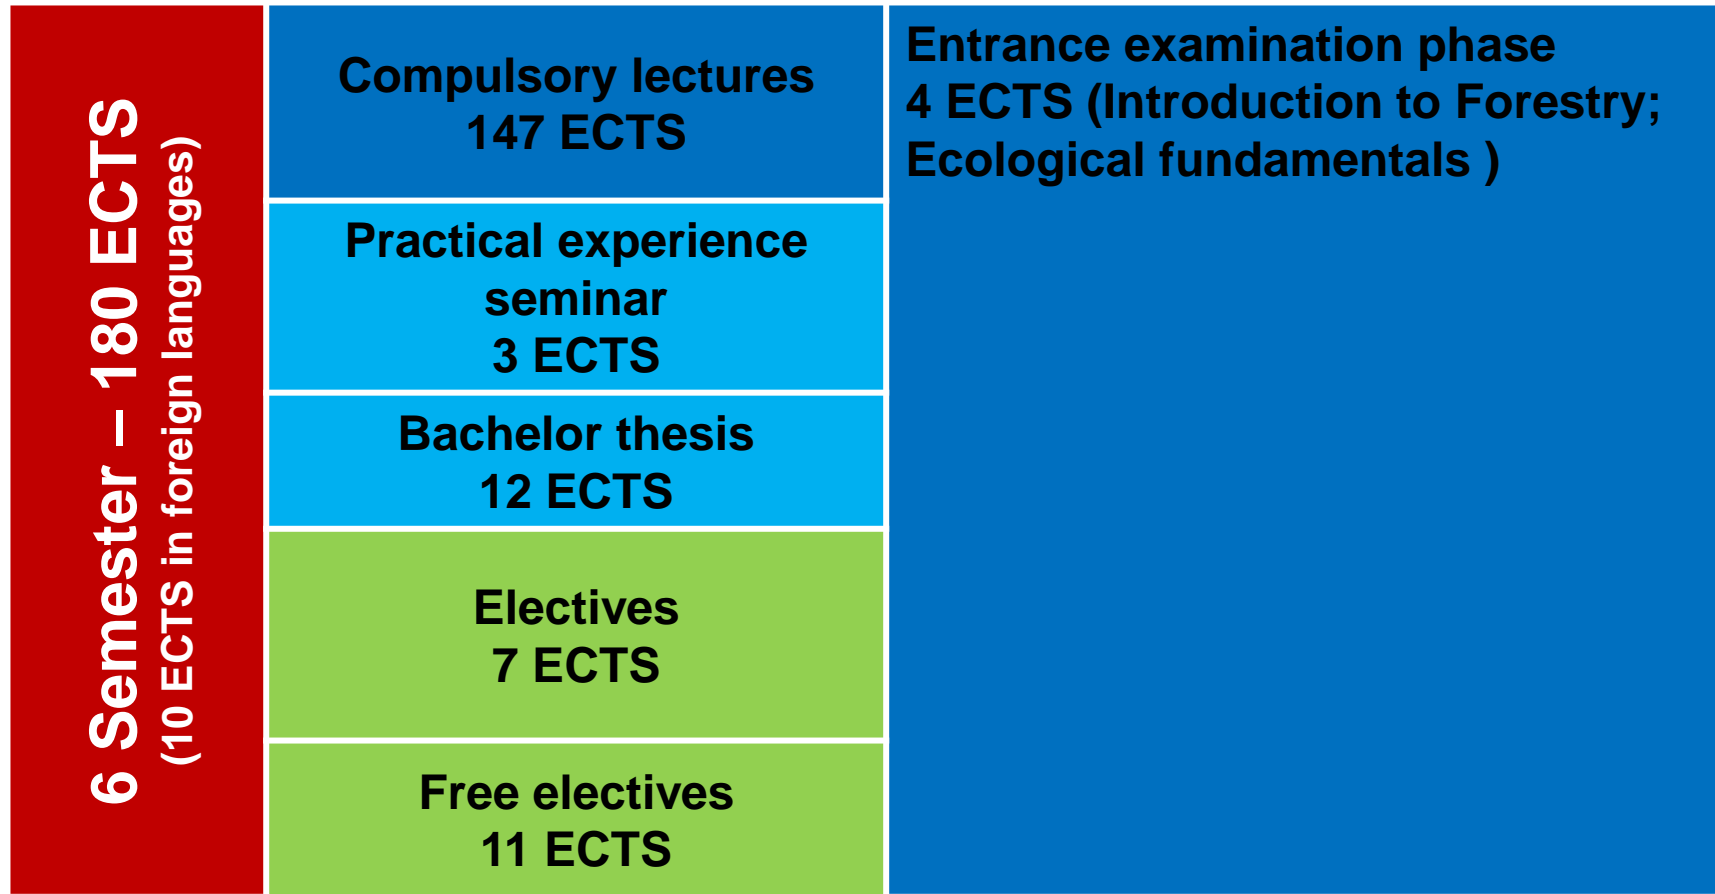 6 Semester – 180 ECTS
(10 ECTS in foreign languages)
Compulsory lectures
147 ECTS
Practical experience
seminar
3 ECTS
Bachelor thesis
12 ECTS
Electives
7 ECTS
Free electives
11 ECTS
Entrance examination phase
4 ECTS (Introduction to Forestry;
Ecological fundamentals )